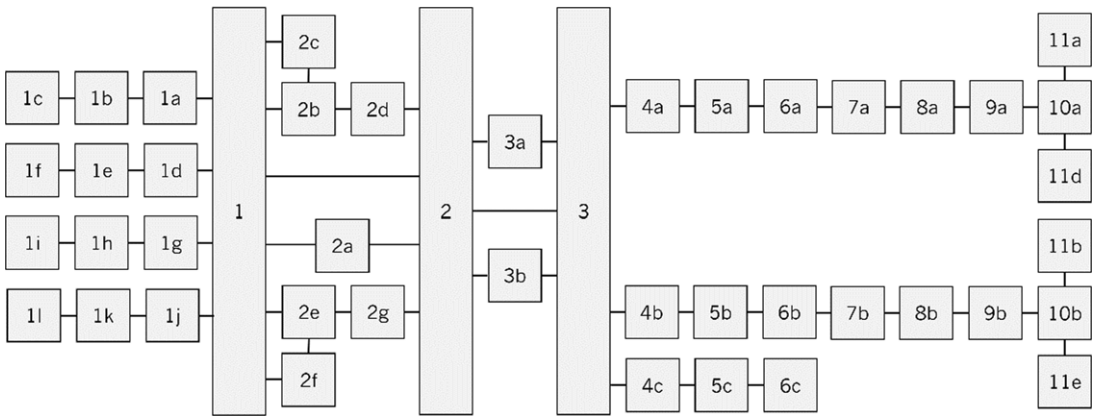 2c
11a
1c 1b 1a
2b 2d
4a 5a 6a 7a 8a 9a 10a
3a
1f 1e 1d
11d
1 2 3
1i 1h 1g
2a
11b
3b
1l 1k 1j
2e 2g
4b 5b 6b 7b 8b 9b 10b
2f
4c 5c 6c
11e